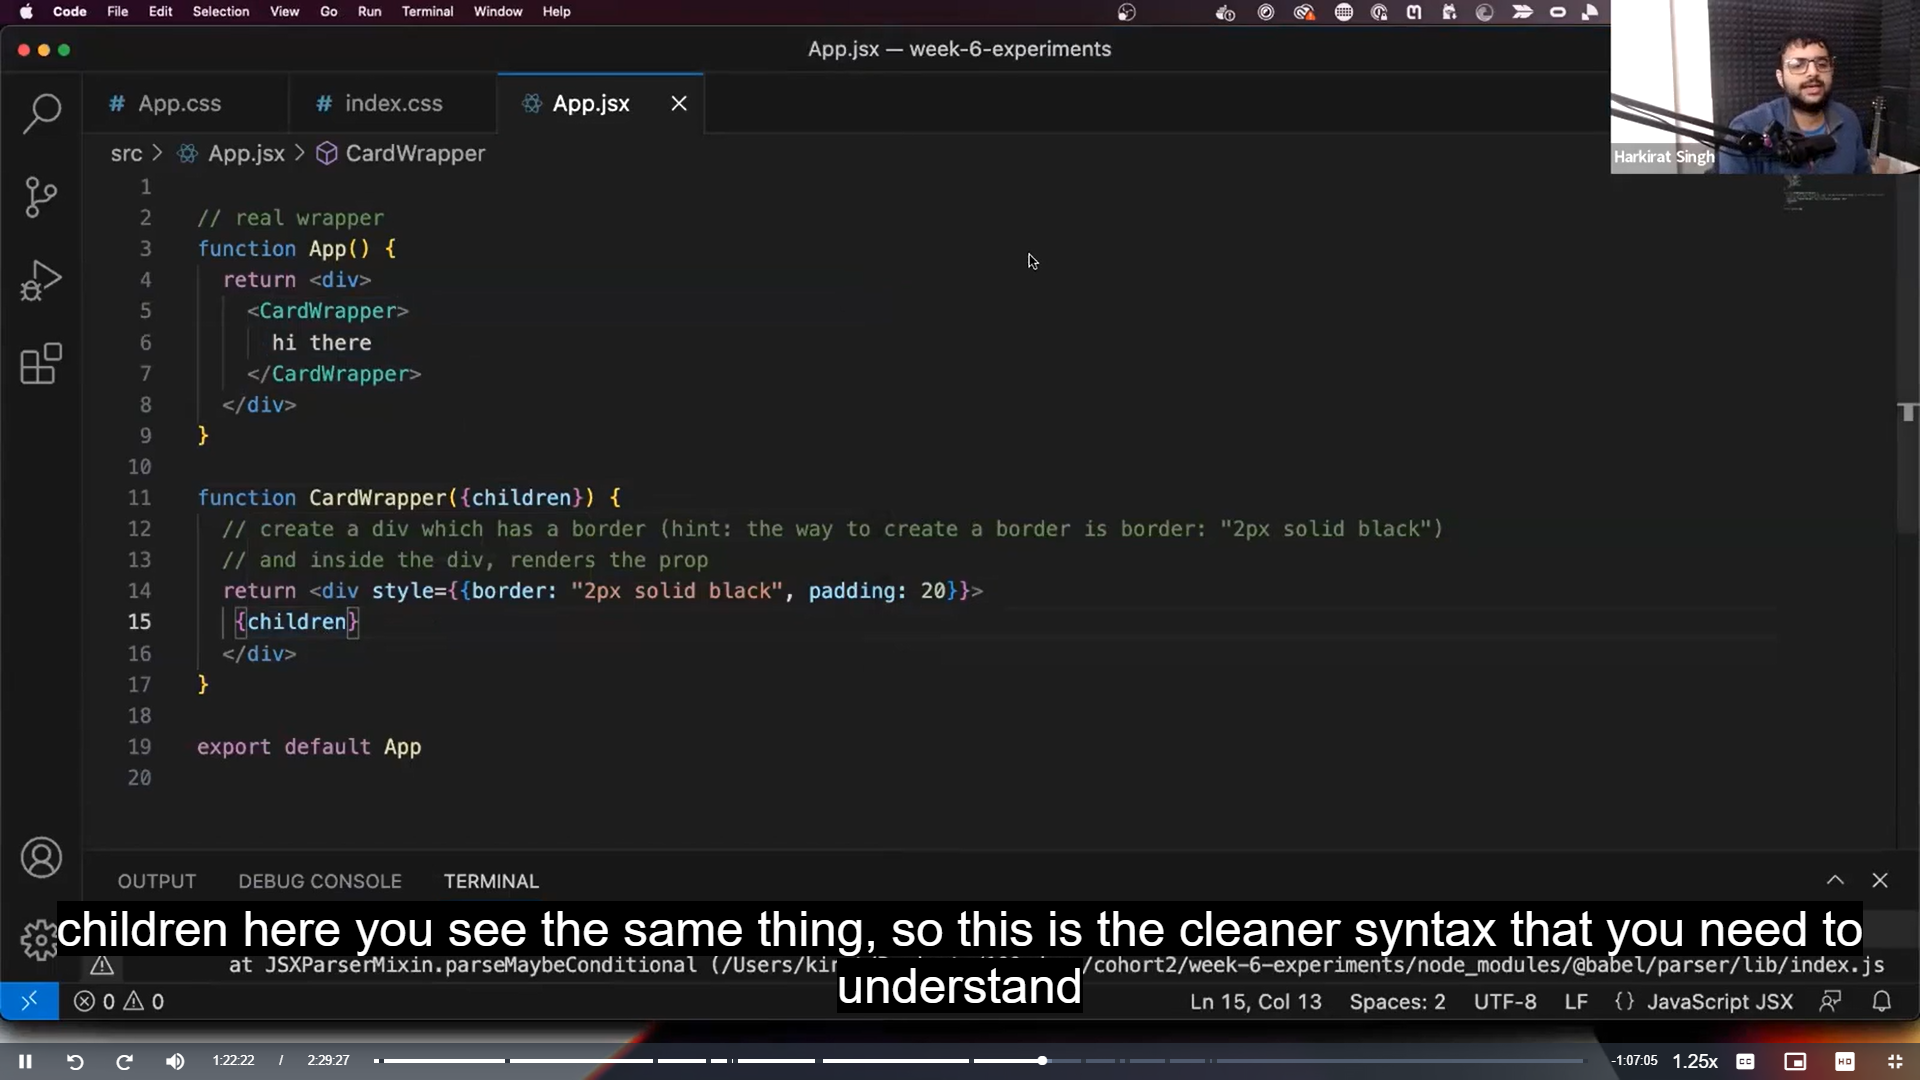 Code File Edit Selection View Go Run Terminal Window Help
App.jsx — week-6-experiments
# App.css # index.css App.jsx
Harkirat Singh
src > App.jsx > CardWrapper
1
2 // real wrapper
3 function App() {
4 return <div>
5 <CardWrapper>
6 hi there
7 </CardWrapper>
8 </div>
9 }
10
11 function CardWrapper({children}) {
12 // create a div which has a border (hint: the way to create a border is border: "2px solid black")
13 // and inside the div, renders the prop
14 return <div style={{border: "2px solid black", padding: 20}}>
15 {children}
16 </div>
17 }
18
19 export default App
20
OUTPUT DEBUG CONSOLE TERMINAL
children here you see the same thing, so this is the cleaner syntax that you need to
understand
at JSXParserMixin.parseMaybeConditional (/Users/kir cohort2/week-6-experiments/node_modules/@babel/parser/lib/index.js
0 0 Ln 15, Col 13 Spaces: 2 UTF-8 LF {} JavaScript JSX
1:22:22 / 2:29:27 -1:07:05 1.25x CC HD